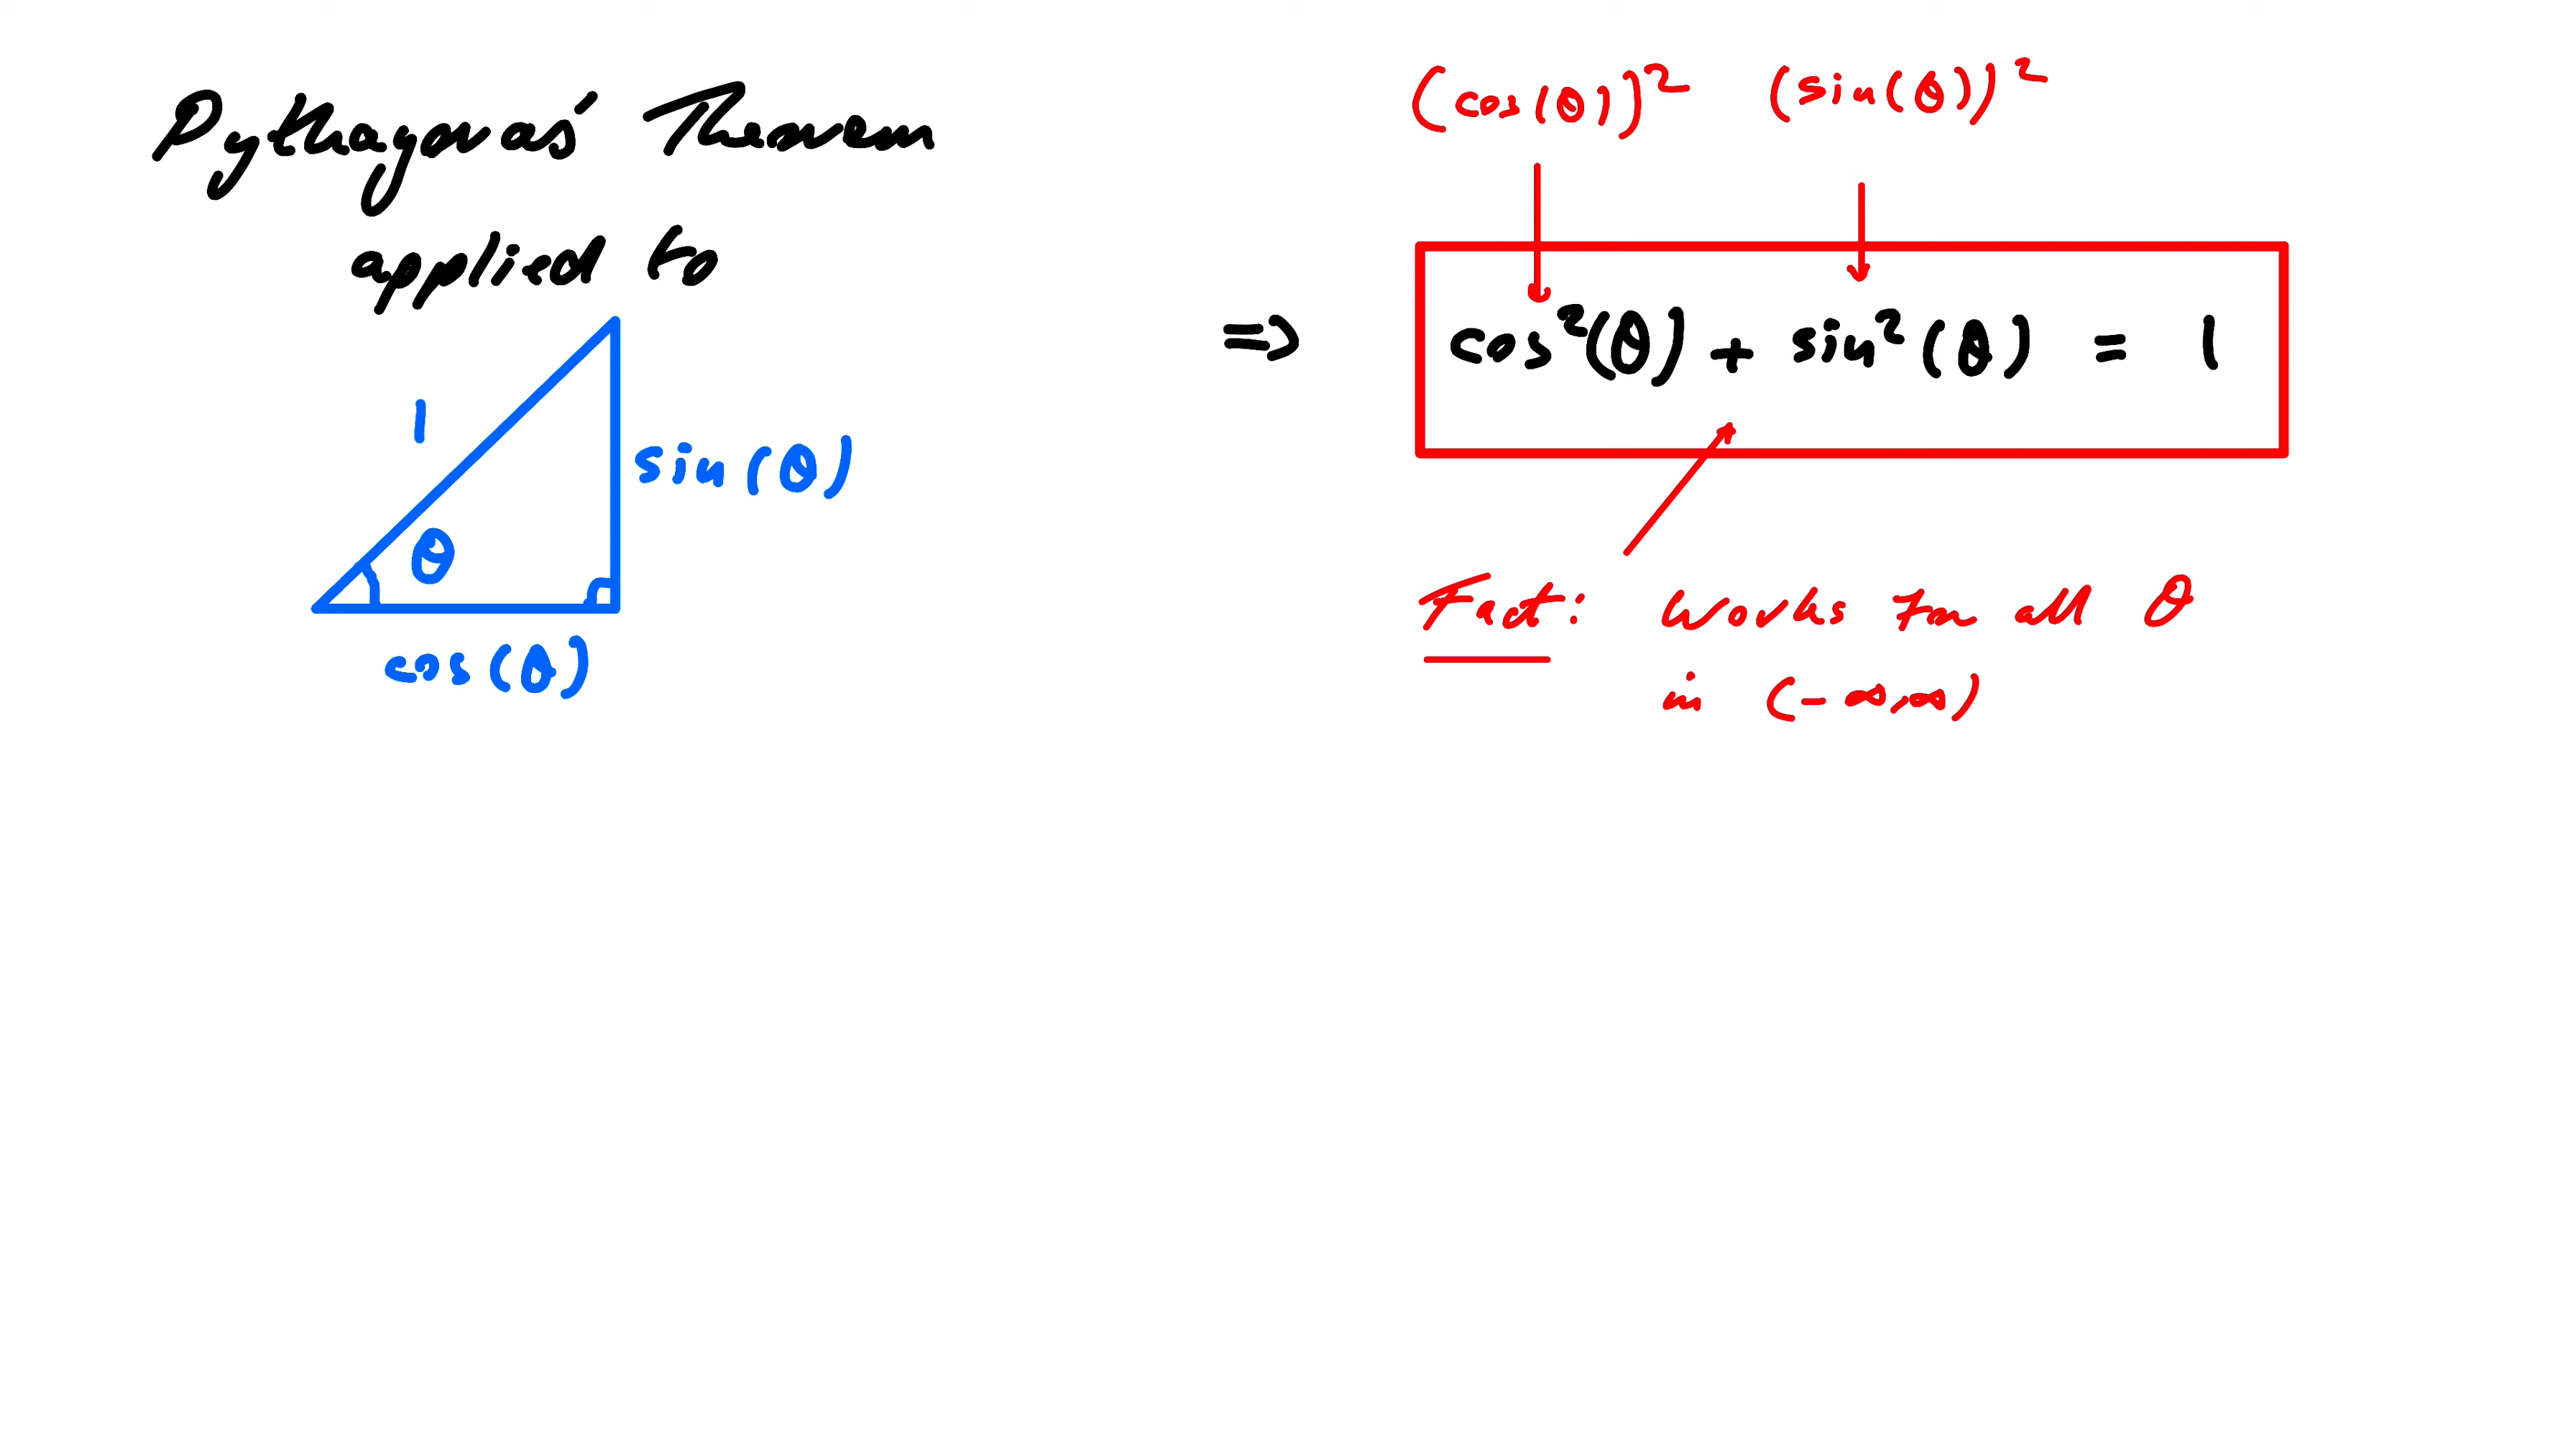 Pythagoras' Theorem
applied to
1
sin(θ)
θ
cos(θ)
(cos(θ))² (sin(θ))²
⇒ cos²(θ) + sin²(θ) = 1
Fact: Works for all θ
in (-∞,∞)